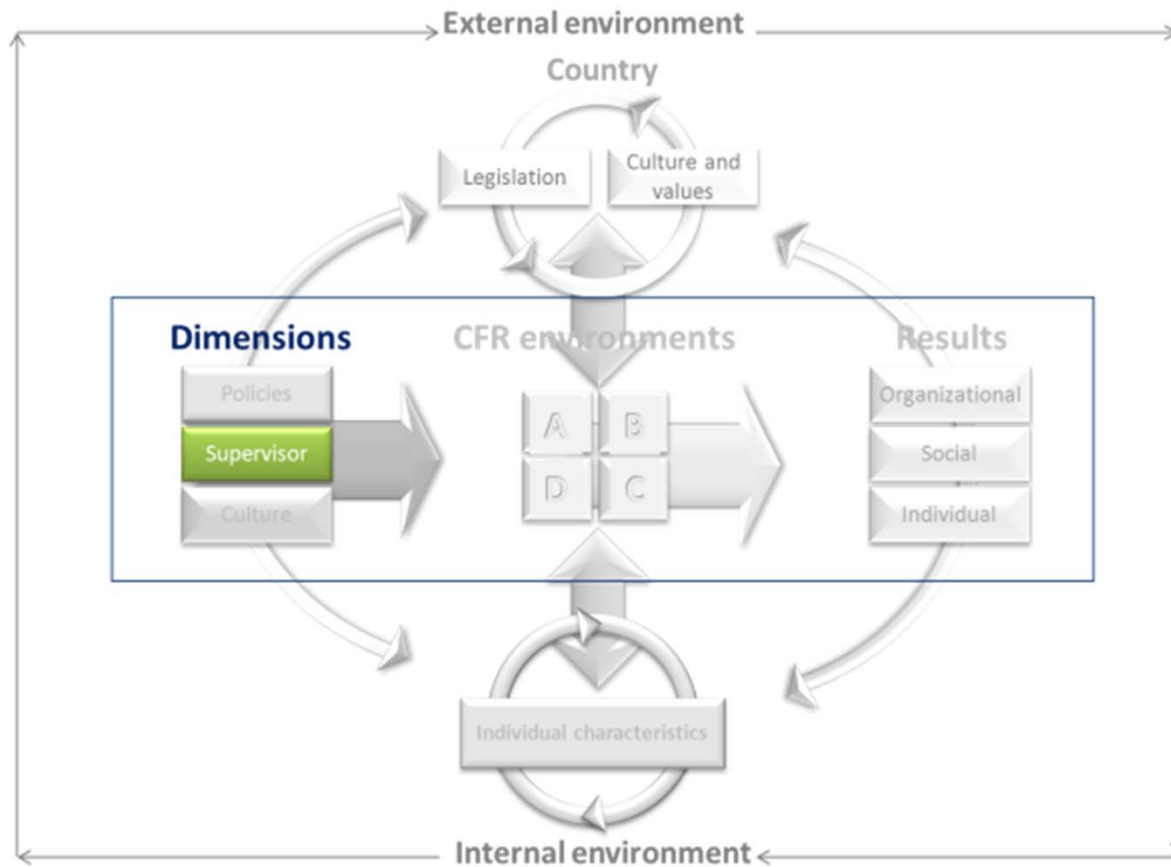 External environment
Country
Legislation
Culture and
values
Dimensions
CFR environments
Results
Policies
Supervisor
Culture
A
B
D
C
Organizational
Social
Individual
Individual characteristics
Internal environment